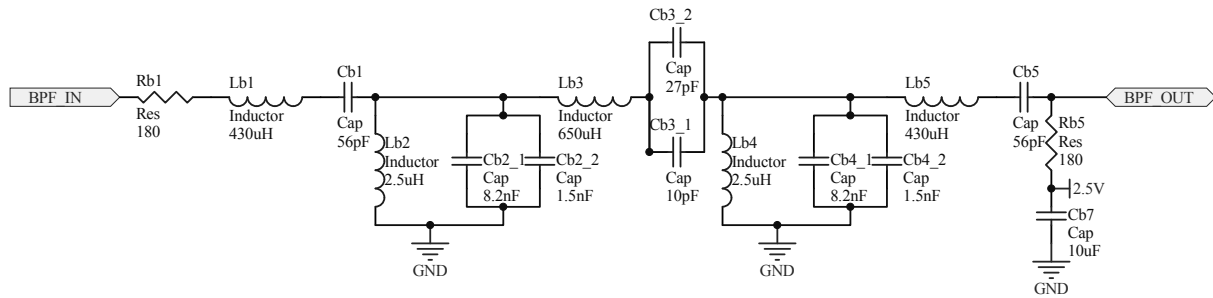 BPF_IN
Rb1
Res
180
Lb1
Inductor
430uH
Cb1
Cap
56pF
Lb2
Inductor
2.5uH
Cb2_1
Cap
8.2nF
Cb2_2
Cap
1.5nF
GND
Lb3
Inductor
650uH
Cb3_2
Cap
27pF
Cb3_1
Cap
10pF
Lb4
Inductor
2.5uH
Cb4_1
Cap
8.2nF
Cb4_2
Cap
1.5nF
GND
Lb5
Inductor
430uH
Cb5
Cap
56pF
BPF_OUT
Rb5
Res
180
2.5V
Cb7
Cap
10uF
GND